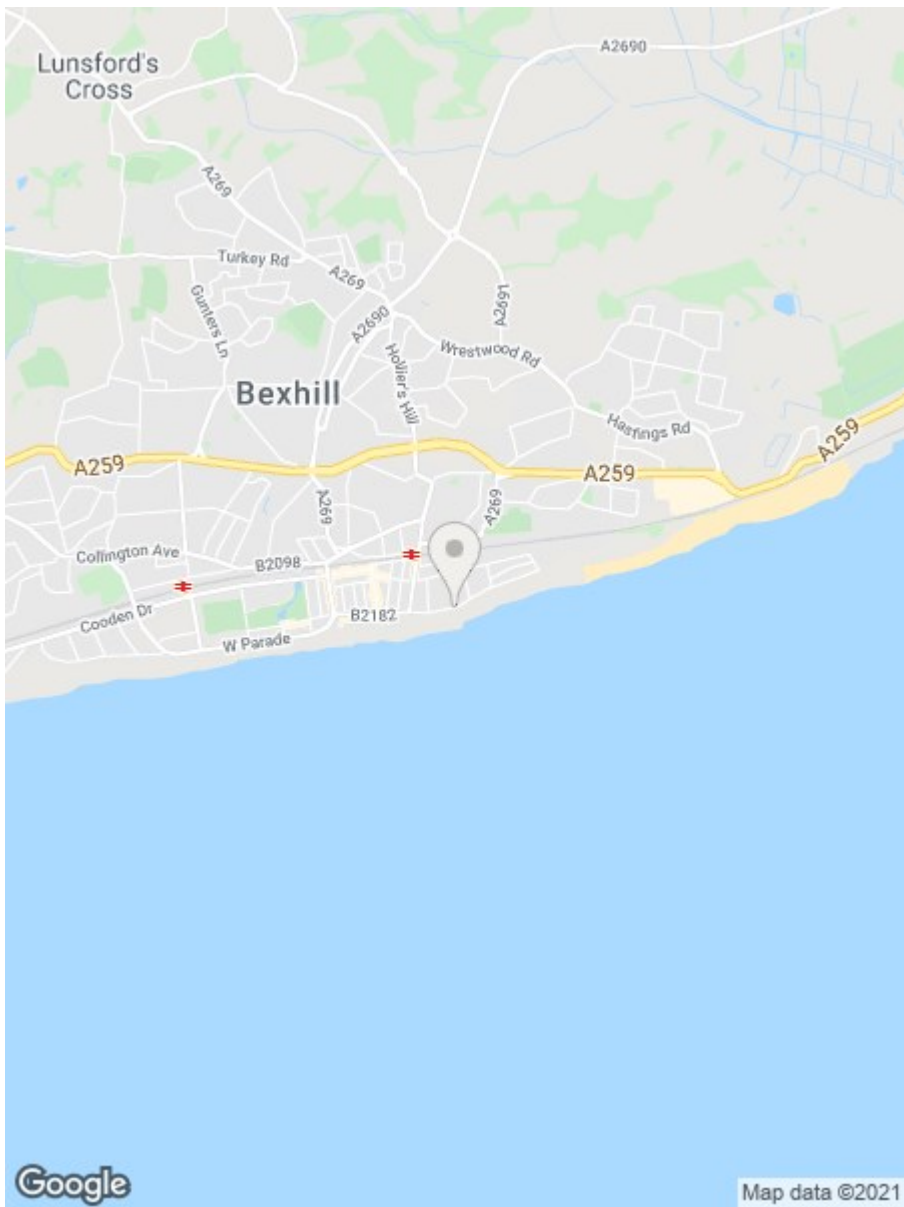 A2690
Lunsford's
Cross
A269
Turkey Rd
A269
Gunters Ln
A2691
A2690
Wrestwood Rd
Hollier's Hill
Bexhill
Hastings Rd
A259
A259
A259
A269
A269
Collington Ave
B2098
Cooden Dr
B2182
W Parade
Google
Map data ©2021